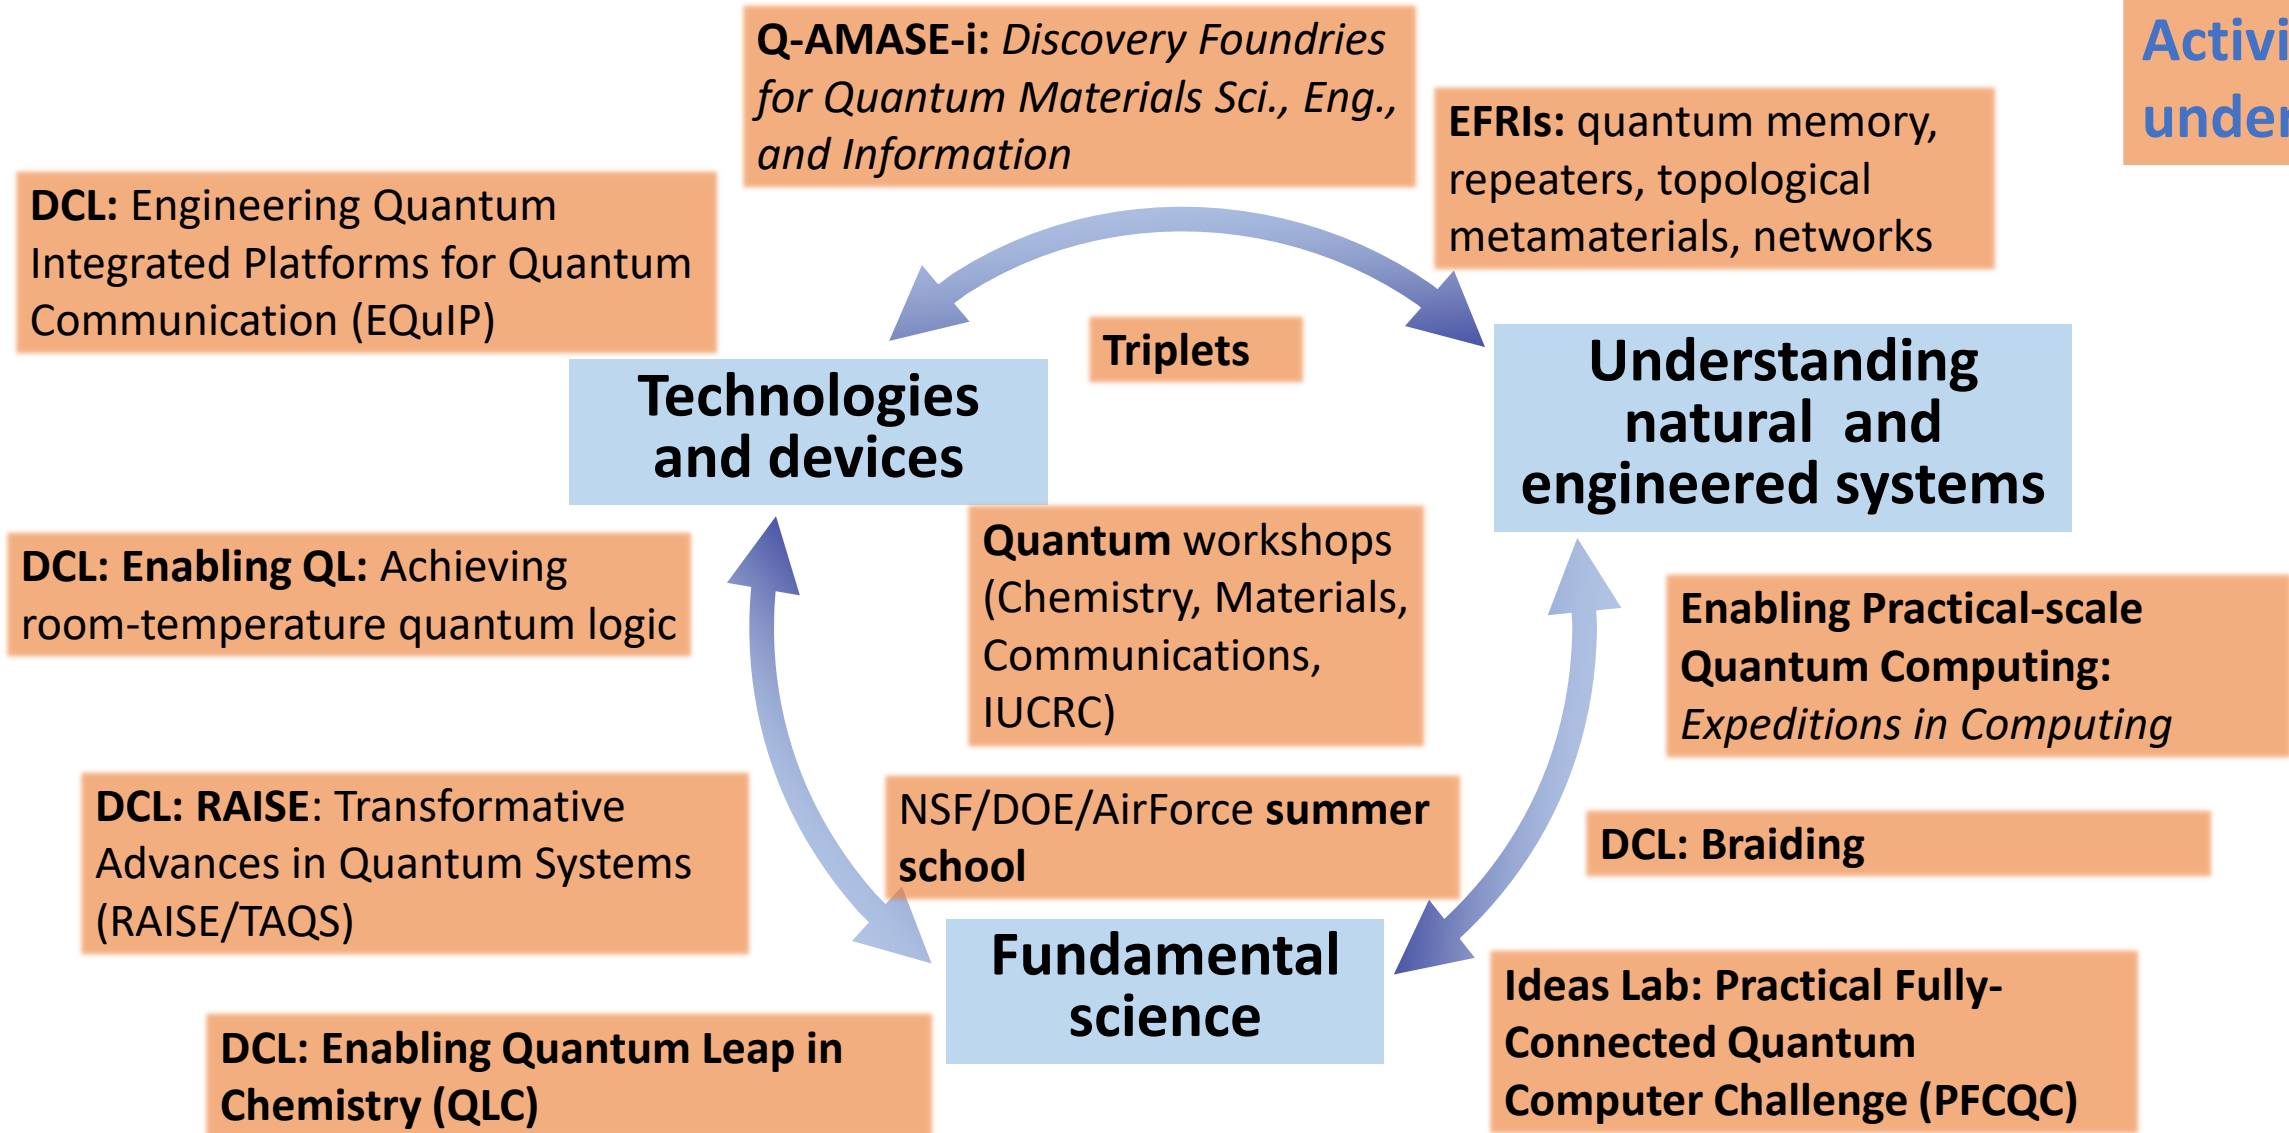 Q-AMASE-i: Discovery Foundries
for Quantum Materials Sci., Eng.,
and Information
EFRIs: quantum memory,
repeaters, topological
metamaterials, networks
DCL: Engineering Quantum
Integrated Platforms for Quantum
Communication (EQuIP)
Triplets
Technologies
and devices
Understanding
natural and
engineered systems
DCL: Enabling QL: Achieving
room-temperature quantum logic
Quantum workshops
(Chemistry, Materials,
Communications,
IUCRC)
Enabling Practical-scale
Quantum Computing:
Expeditions in Computing
DCL: RAISE: Transformative
Advances in Quantum Systems
(RAISE/TAQS)
NSF/DOE/AirForce summer
school
DCL: Braiding
Fundamental
science
Ideas Lab: Practical Fully-
Connected Quantum
Computer Challenge (PFCQC)
DCL: Enabling Quantum Leap in
Chemistry (QLC)